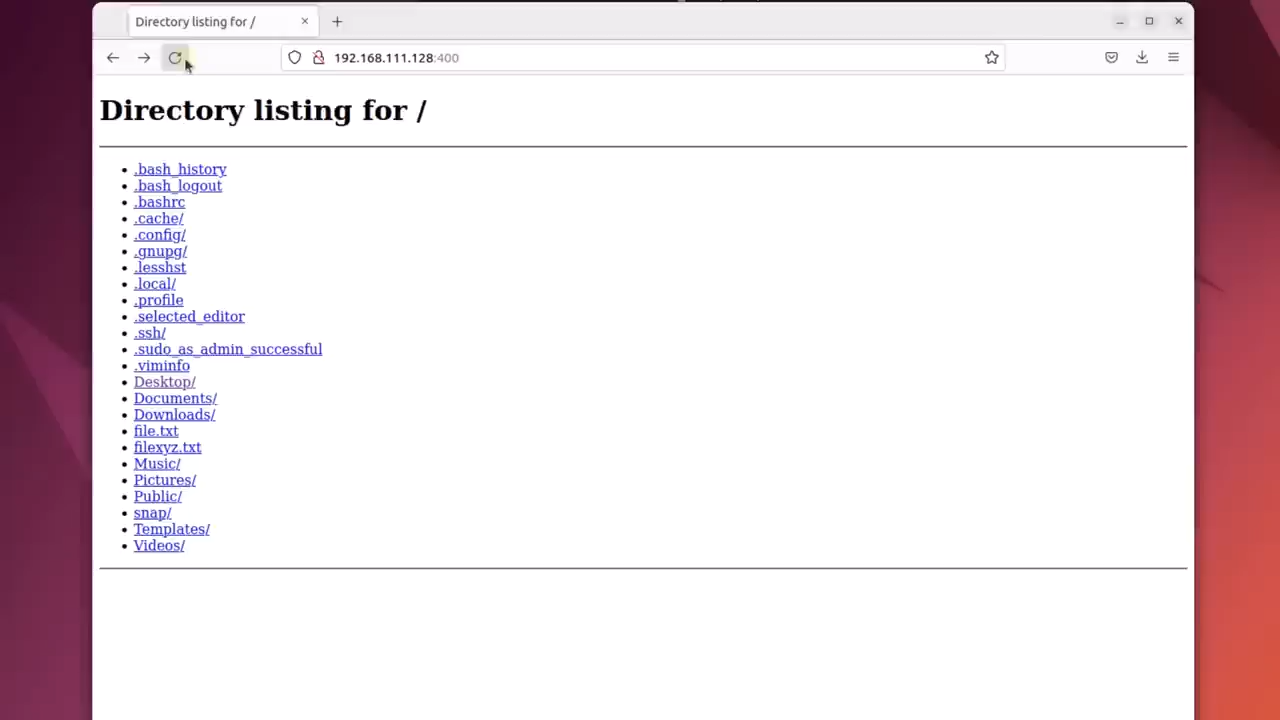 Directory listing for /
192.168.111.128:400
Directory listing for /
.bash_history
.bash_logout
.bashrc
.cache/
.config/
.gnupg/
.lesshst
.local/
.profile
.selected_editor
.ssh/
.sudo_as_admin_successful
.viminfo
Desktop/
Documents/
Downloads/
file.txt
filexyz.txt
Music/
Pictures/
Public/
snap/
Templates/
Videos/